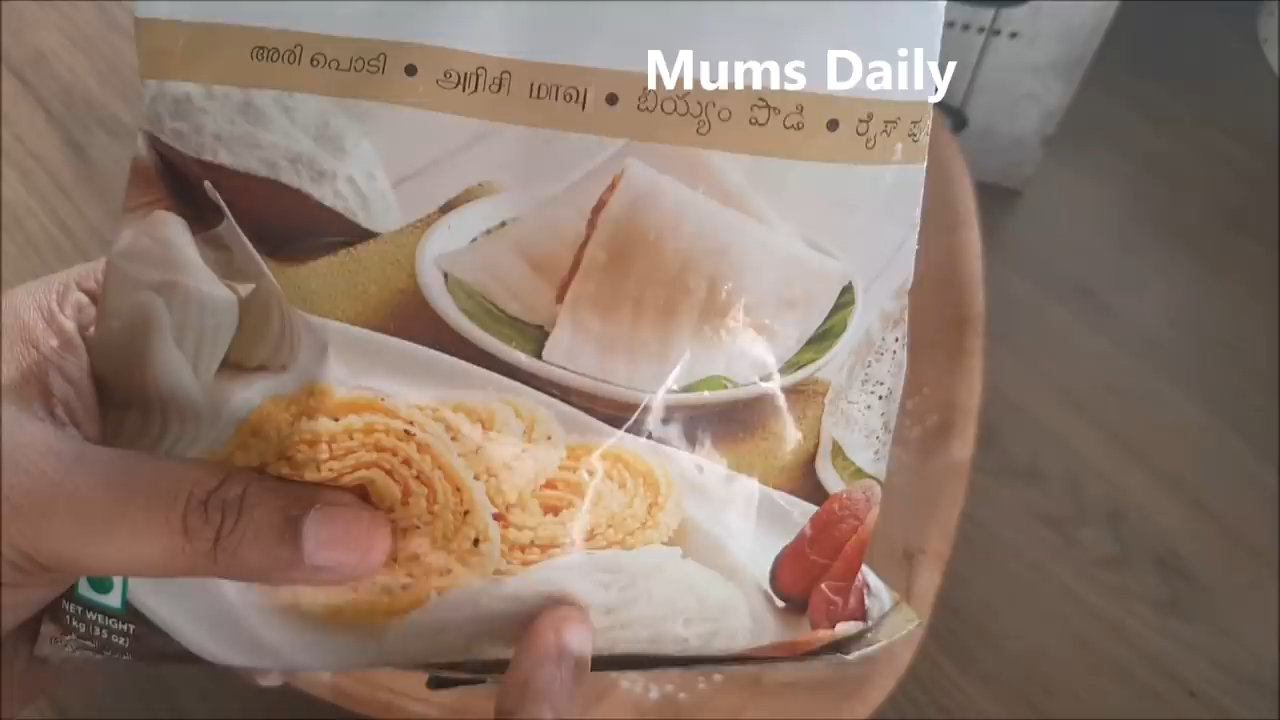 Mums Daily
അരി പൊടി • அரிசி மாவு • బియ్యం పొడి • ರೈಸ್
NET WEIGHT
1kg (35 oz)